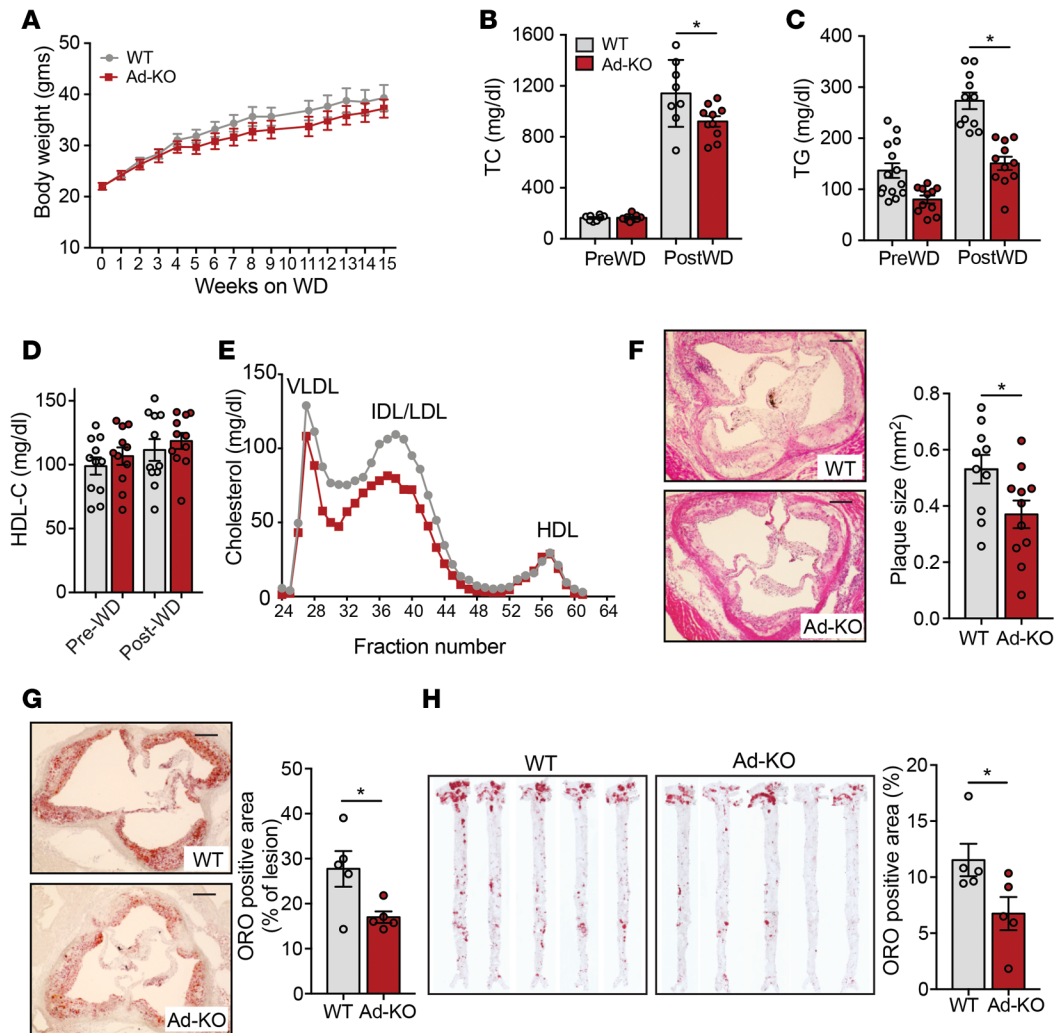 A
Body weight (gms)
50
40
30
20
10
WT
Ad-KO
0 1 2 3 4 5 6 7 8 9 10 11 12 13 14 15
Weeks on WD
B
TC (mg/dl)
1600
1200
800
400
0
WT
Ad-KO
*
PreWD PostWD
C
TG (mg/dl)
400
300
200
100
0
*
PreWD PostWD
D
HDL-C (mg/dl)
150
100
50
0
Pre-WD Post-WD
E
Cholesterol (mg/dl)
150
100
50
0
VLDL
IDL/LDL
HDL
24 28 32 36 40 44 48 52 56 60 64
Fraction number
F
WT
Ad-KO
Plaque size (mm2)
0.8
0.6
0.4
0.2
0
*
WT Ad-KO
G
WT
Ad-KO
ORO positive area
(% of lesion)
50
40
30
20
10
0
*
WT Ad-KO
H
WT Ad-KO
ORO positive area (%)
20
15
10
5
0
*
WT Ad-KO